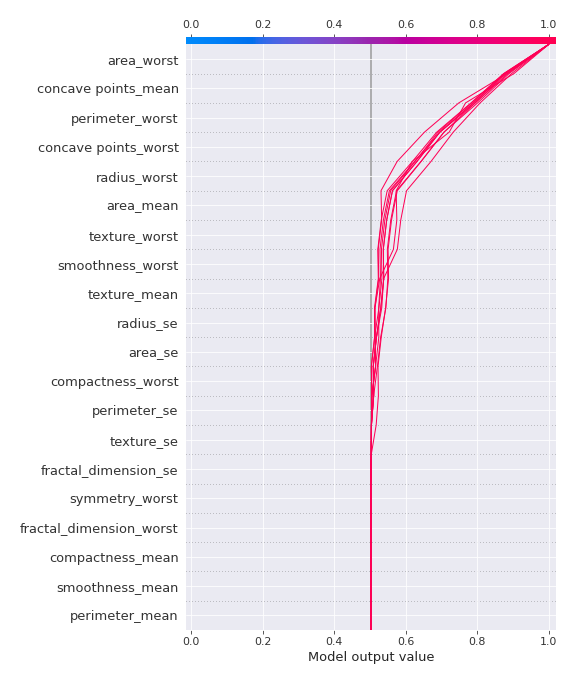 0.0 0.2 0.4 0.6 0.8 1.0
area_worst
concave points_mean
perimeter_worst
concave points_worst
radius_worst
area_mean
texture_worst
smoothness_worst
texture_mean
radius_se
area_se
compactness_worst
perimeter_se
texture_se
fractal_dimension_se
symmetry_worst
fractal_dimension_worst
compactness_mean
smoothness_mean
perimeter_mean
0.0 0.2 0.4 0.6 0.8 1.0
Model output value